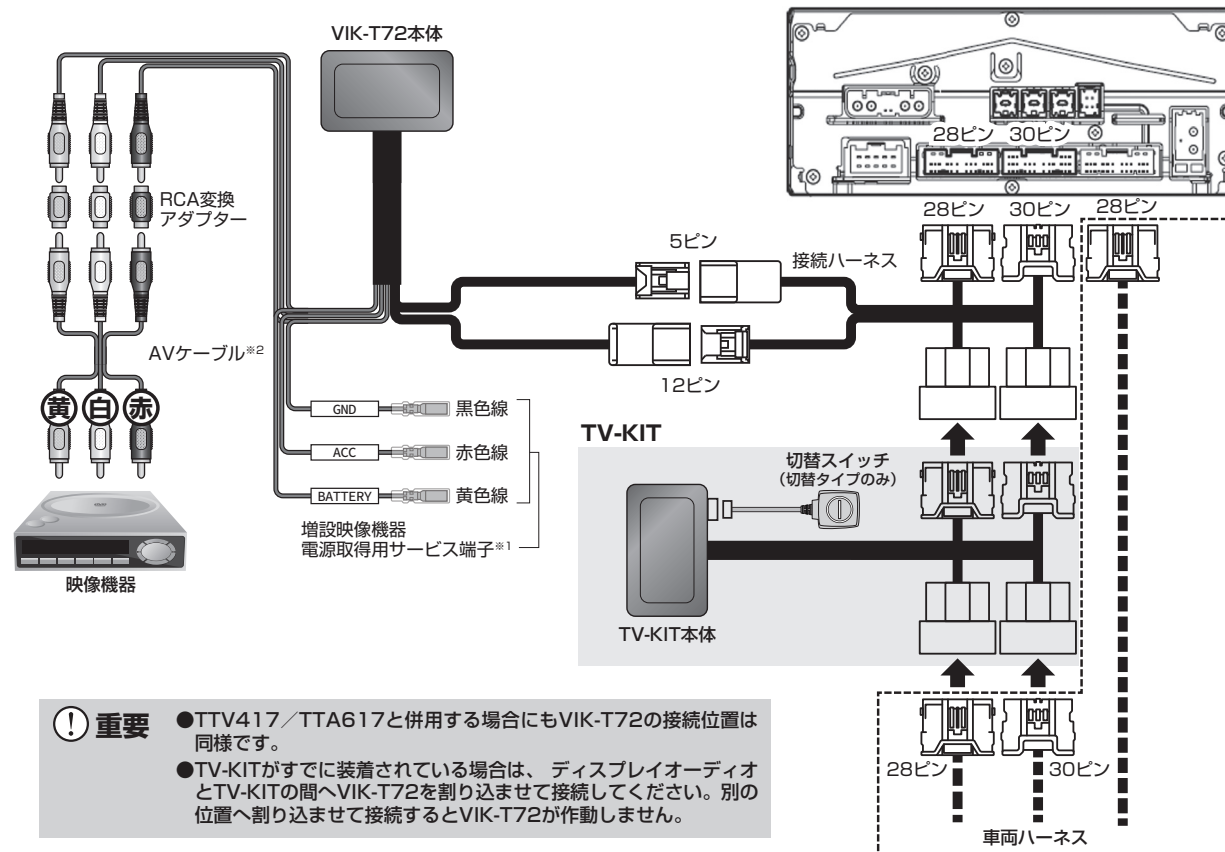 VIK-T72本体
28ピン 30ピン
28ピン 30ピン 28ピン
RCA変換
アダプター
5ピン
接続ハーネス
AVケーブル※2
12ピン
黄 白 赤
GND 黒色線
ACC 赤色線
BATTERY 黄色線
増設映像機器
電源取得用サービス端子※1
映像機器
TV-KIT
切替スイッチ
(切替タイプのみ)
TV-KIT本体
28ピン 30ピン
車両ハーネス
! 重要
●TTV417/TTA617と併用する場合にもVIK-T72の接続位置は
同様です。
●TV-KITがすでに装着されている場合は、 ディスプレイオーディオ
とTV-KITの間へVIK-T72を割り込ませて接続してください。別の
位置へ割り込ませて接続するとVIK-T72が作動しません。